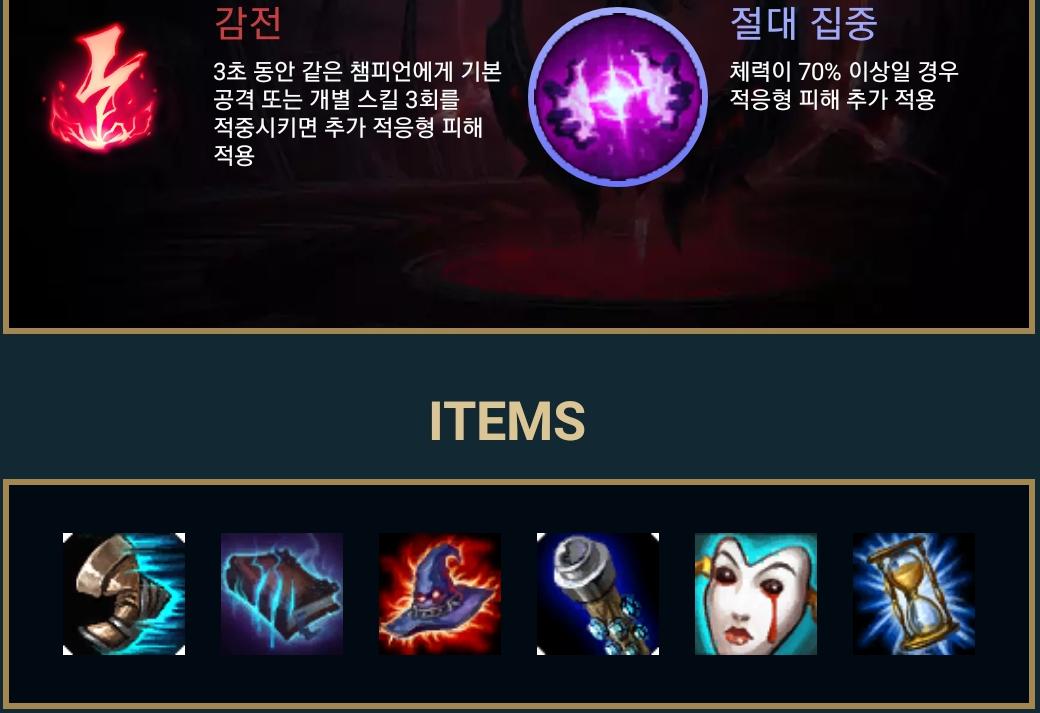 감전
3초 동안 같은 챔피언에게 기본
공격 또는 개별 스킬 3회를
적중시키면 추가 적응형 피해
적용
절대 집중
체력이 70% 이상일 경우
적응형 피해 추가 적용
ITEMS